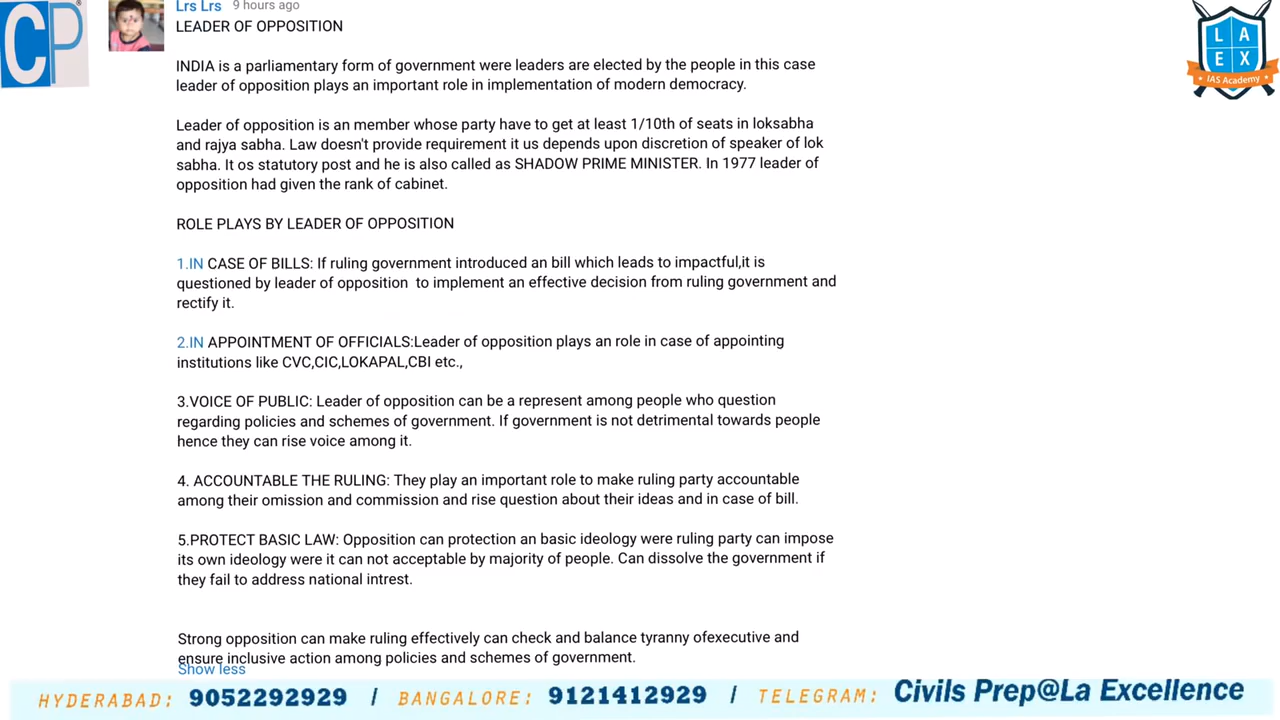 CP®
Lrs Lrs 9 hours ago
LEADER OF OPPOSITION
INDIA is a parliamentary form of government were leaders are elected by the people in this case
leader of opposition plays an important role in implementation of modern democracy.
Leader of opposition is an member whose party have to get at least 1/10th of seats in loksabha
and rajya sabha. Law doesn't provide requirement it us depends upon discretion of speaker of lok
sabha. It os statutory post and he is also called as SHADOW PRIME MINISTER. In 1977 leader of
opposition had given the rank of cabinet.
ROLE PLAYS BY LEADER OF OPPOSITION
1.IN CASE OF BILLS: If ruling government introduced an bill which leads to impactful,it is
questioned by leader of opposition to implement an effective decision from ruling government and
rectify it.
2.IN APPOINTMENT OF OFFICIALS:Leader of opposition plays an role in case of appointing
institutions like CVC,CIC,LOKAPAL,CBI etc.,
3.VOICE OF PUBLIC: Leader of opposition can be a represent among people who question
regarding policies and schemes of government. If government is not detrimental towards people
hence they can rise voice among it.
4. ACCOUNTABLE THE RULING: They play an important role to make ruling party accountable
among their omission and commission and rise question about their ideas and in case of bill.
5.PROTECT BASIC LAW: Opposition can protection an basic ideology were ruling party can impose
its own ideology were it can not acceptable by majority of people. Can dissolve the government if
they fail to address national intrest.
Strong opposition can make ruling effectively can check and balance tyranny ofexecutive and
ensure inclusive action among policies and schemes of government.
Show less
LA
EX
IAS Academy
HYDERABAD: 9052292929 / BANGALORE: 9121412929 / TELEGRAM: Civils Prep@La Excellence